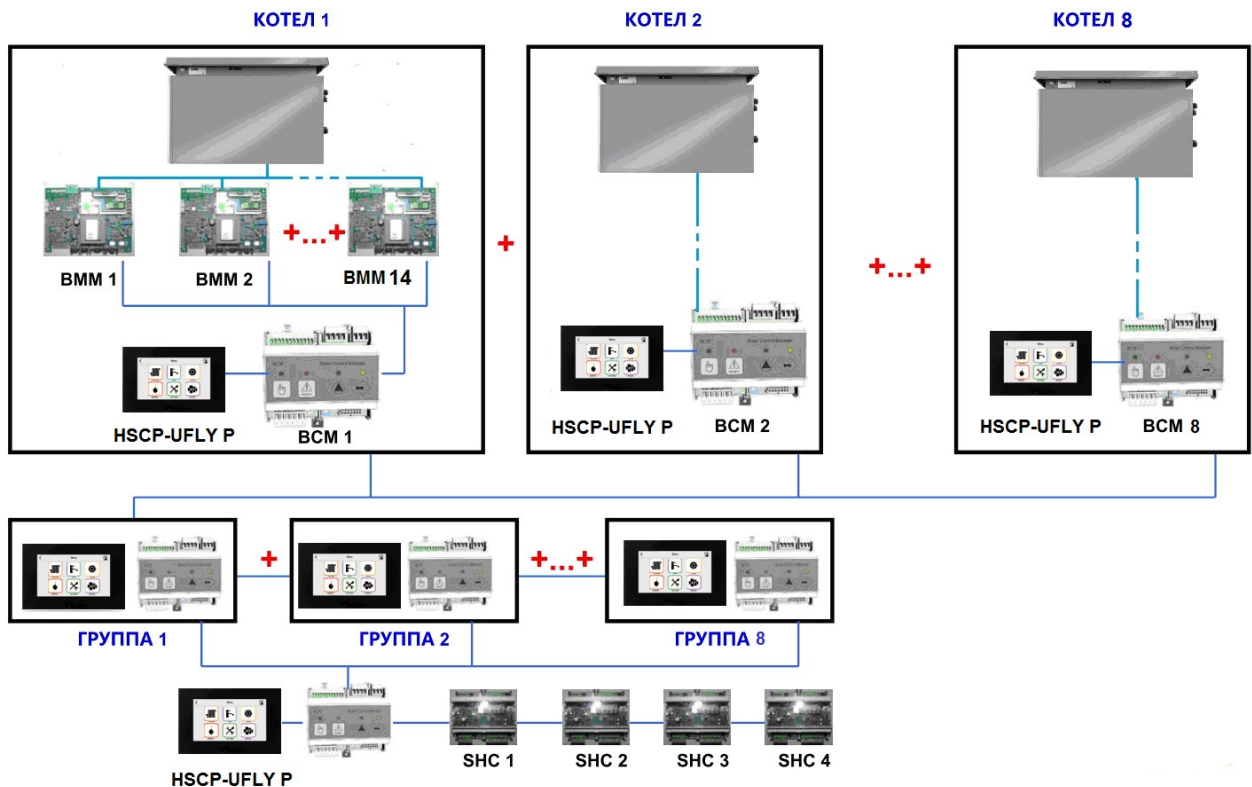 КОТЕЛ 1
КОТЕЛ 2
КОТЕЛ 8
+
+...+
+...+
BMM 1
BMM 2
BMM 14
HSCP-UFLY P
BCM 1
HSCP-UFLY P
BCM 2
HSCP-UFLY P
BCM 8
+
+...+
ГРУППА 1
ГРУППА 2
ГРУППА 8
HSCP-UFLY P
SHC 1
SHC 2
SHC 3
SHC 4